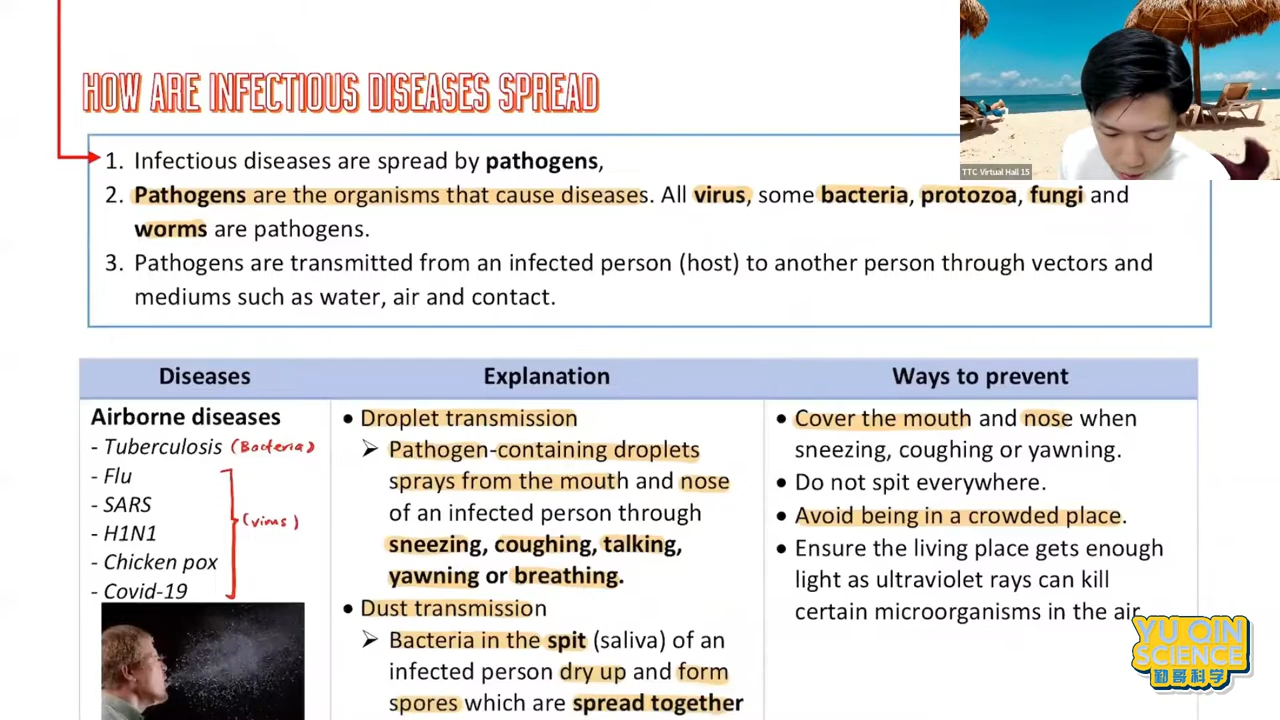 TTC Virtual Hall 15
HOW ARE INFECTIOUS DISEASES SPREAD
1. Infectious diseases are spread by pathogens,
2. Pathogens are the organisms that cause diseases. All virus, some bacteria, protozoa, fungi and
worms are pathogens.
3. Pathogens are transmitted from an infected person (host) to another person through vectors and
mediums such as water, air and contact.
Diseases
Explanation
Ways to prevent
Airborne diseases
- Tuberculosis (Bacteria)
- Flu
- SARS
(virus)
- H1N1
- Chicken pox
- Covid-19
• Droplet transmission
➢ Pathogen-containing droplets
sprays from the mouth and nose
of an infected person through
sneezing, coughing, talking,
yawning or breathing.
• Dust transmission
➢ Bacteria in the spit (saliva) of an
infected person dry up and form
spores which are spread together
• Cover the mouth and nose when
sneezing, coughing or yawning.
• Do not spit everywhere.
• Avoid being in a crowded place.
• Ensure the living place gets enough
light as ultraviolet rays can kill
certain microorganisms in the air
YU QIN
SCIENCE
勤哥科学